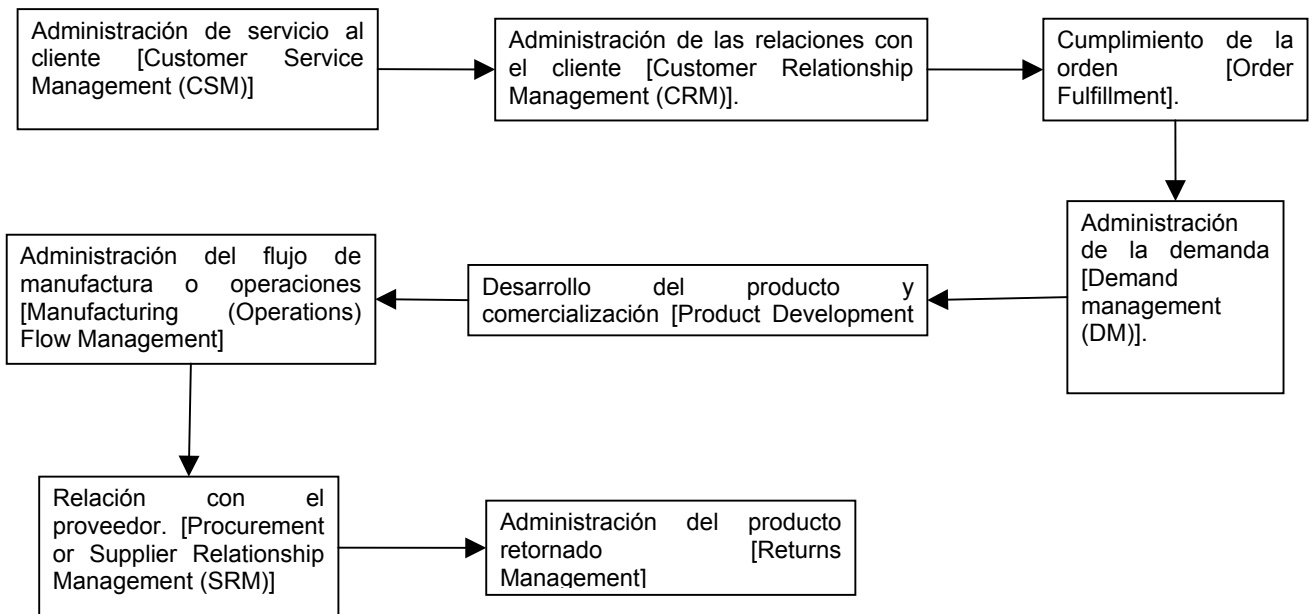 Administración de servicio al
cliente [Customer Service
Management (CSM)]
Administración de las relaciones con
el cliente [Customer Relationship
Management (CRM)].
Cumplimiento de la
orden [Order
Fulfillment].
Administración
de la demanda
[Demand
management
(DM)].
Desarrollo del producto y
comercialización [Product Development
Administración del flujo de
manufactura o operaciones
[Manufacturing (Operations)
Flow Management]
Relación con el
proveedor. [Procurement
or Supplier Relationship
Management (SRM)]
Administración del producto
retornado [Returns
Management]